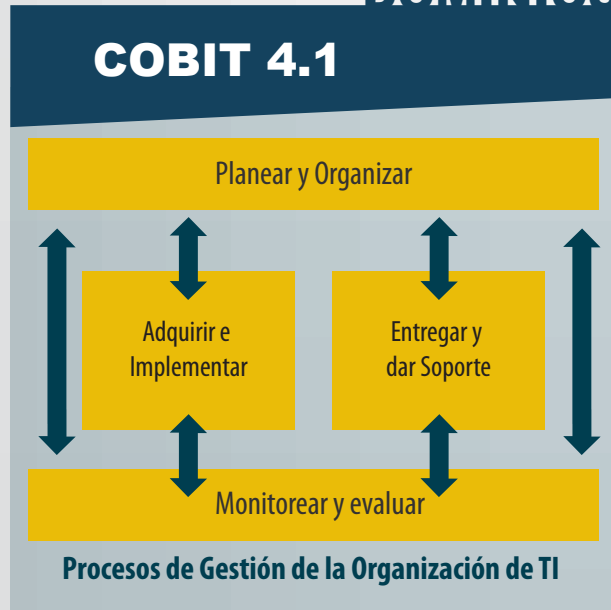 COBIT 4.1
Planear y Organizar
Adquirir e
Implementar
Entregar y
dar Soporte
Monitorear y evaluar
Procesos de Gestión de la Organización de TI